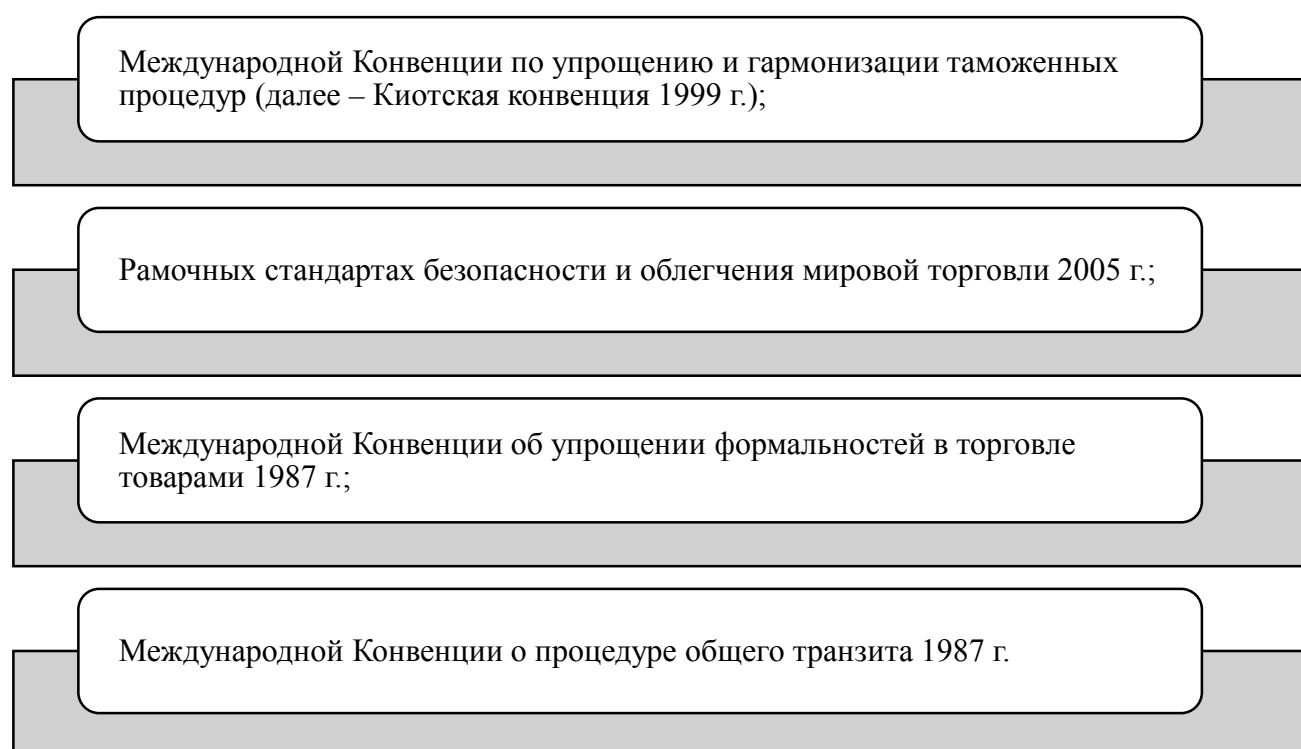 Международной Конвенции по упрощению и гармонизации таможенных
процедур (далее – Киотская конвенция 1999 г.);
Рамочных стандартах безопасности и облегчения мировой торговли 2005 г.;
Международной Конвенции об упрощении формальностей в торговле
товарами 1987 г.;
Международной Конвенции о процедуре общего транзита 1987 г.